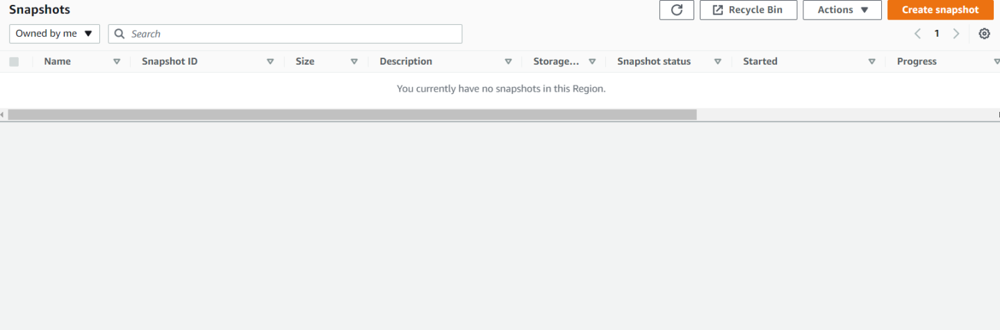 Snapshots
Recycle Bin
Actions
Create snapshot
Owned by me
Search
1
Name
Snapshot ID
Size
Description
Storage...
Snapshot status
Started
Progress
You currently have no snapshots in this Region.